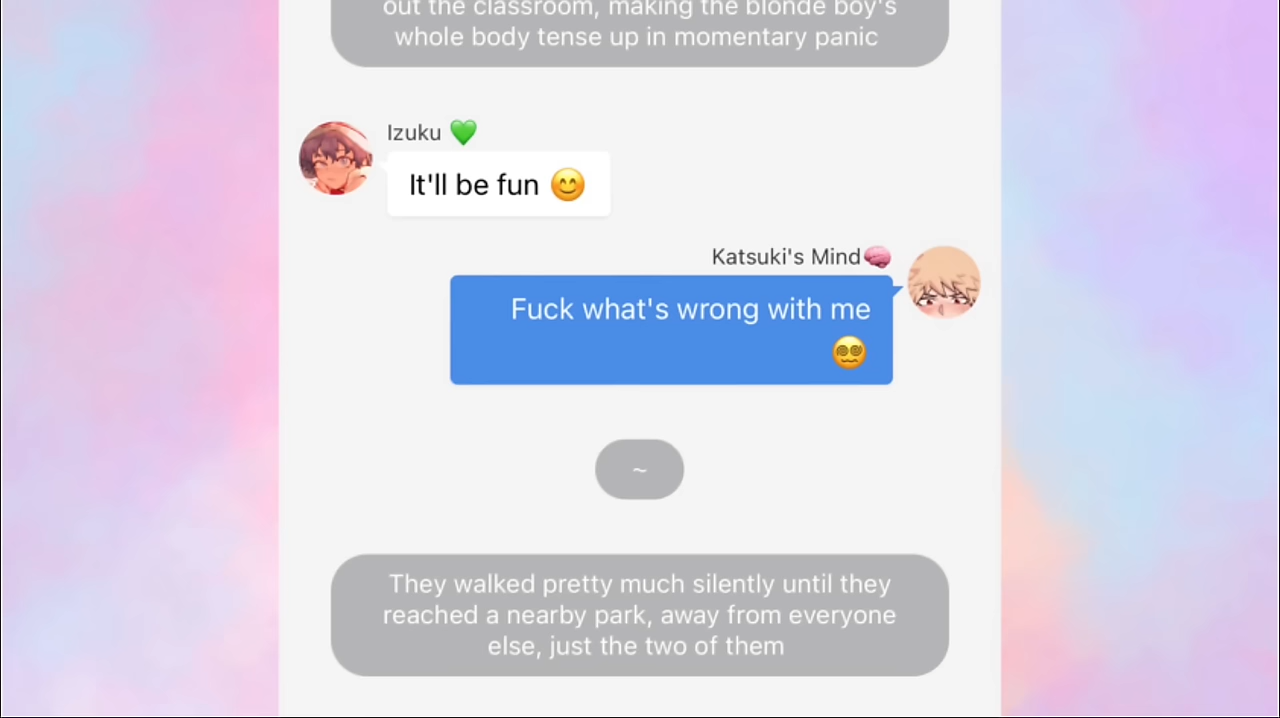 out the classroom, making the blonde boy's
whole body tense up in momentary panic
Izuku 💚
It'll be fun 😊
Katsuki's Mind🧠
Fuck what's wrong with me
😵‍💫
~
They walked pretty much silently until they
reached a nearby park, away from everyone
else, just the two of them